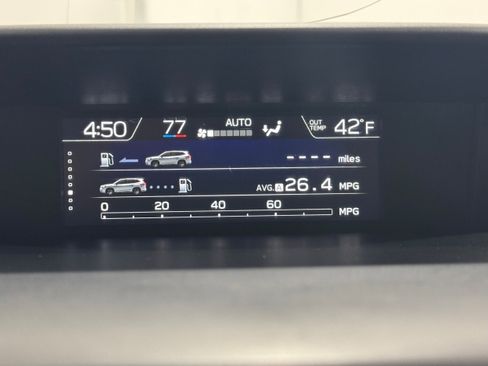 4:50 77 AUTO OUT TEMP 42°F
---- miles
AVG. A 26.4 MPG
0 20 40 60 MPG